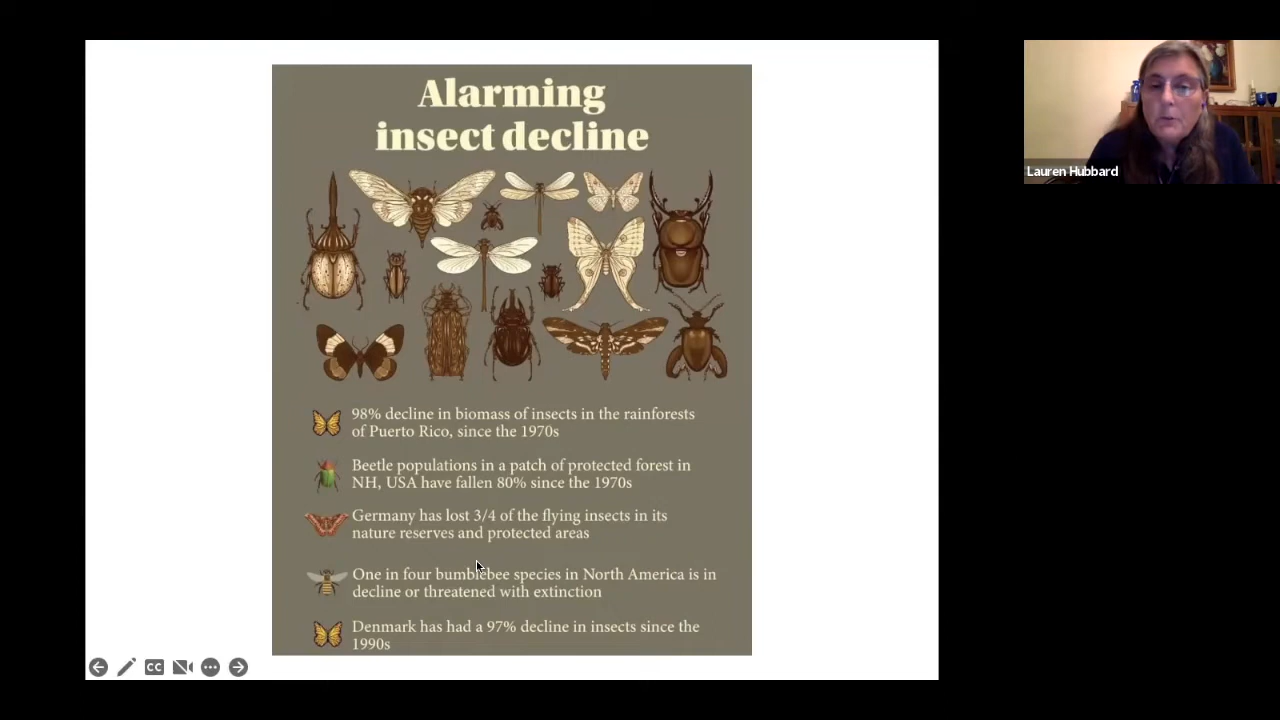 Alarming
insect decline
98% decline in biomass of insects in the rainforests
of Puerto Rico, since the 1970s
Beetle populations in a patch of protected forest in
NH, USA have fallen 80% since the 1970s
Germany has lost 3/4 of the flying insects in its
nature reserves and protected areas
One in four bumblebee species in North America is in
decline or threatened with extinction
Denmark has had a 97% decline in insects since the
1990s
CC
Lauren Hubbard